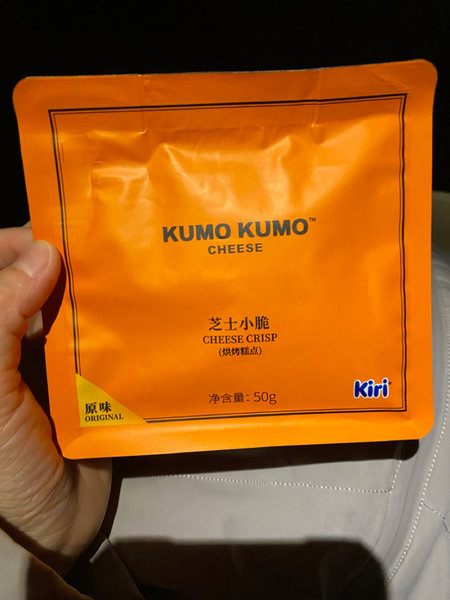 KUMO KUMO™
CHEESE
芝士小脆
CHEESE CRISP
(烘烤糕点)
原味
ORIGINAL
净含量: 50g
Kiri®